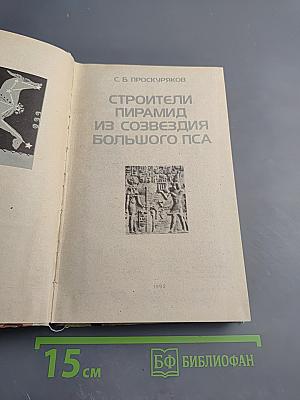 С. Б. ПРОСКУРЯКОВ
СТРОИТЕЛИ
ПИРАМИД
ИЗ СОЗВЕЗДИЯ
БОЛЬШОГО ПСА
1992
15 см
БФ БИБЛИОФАН